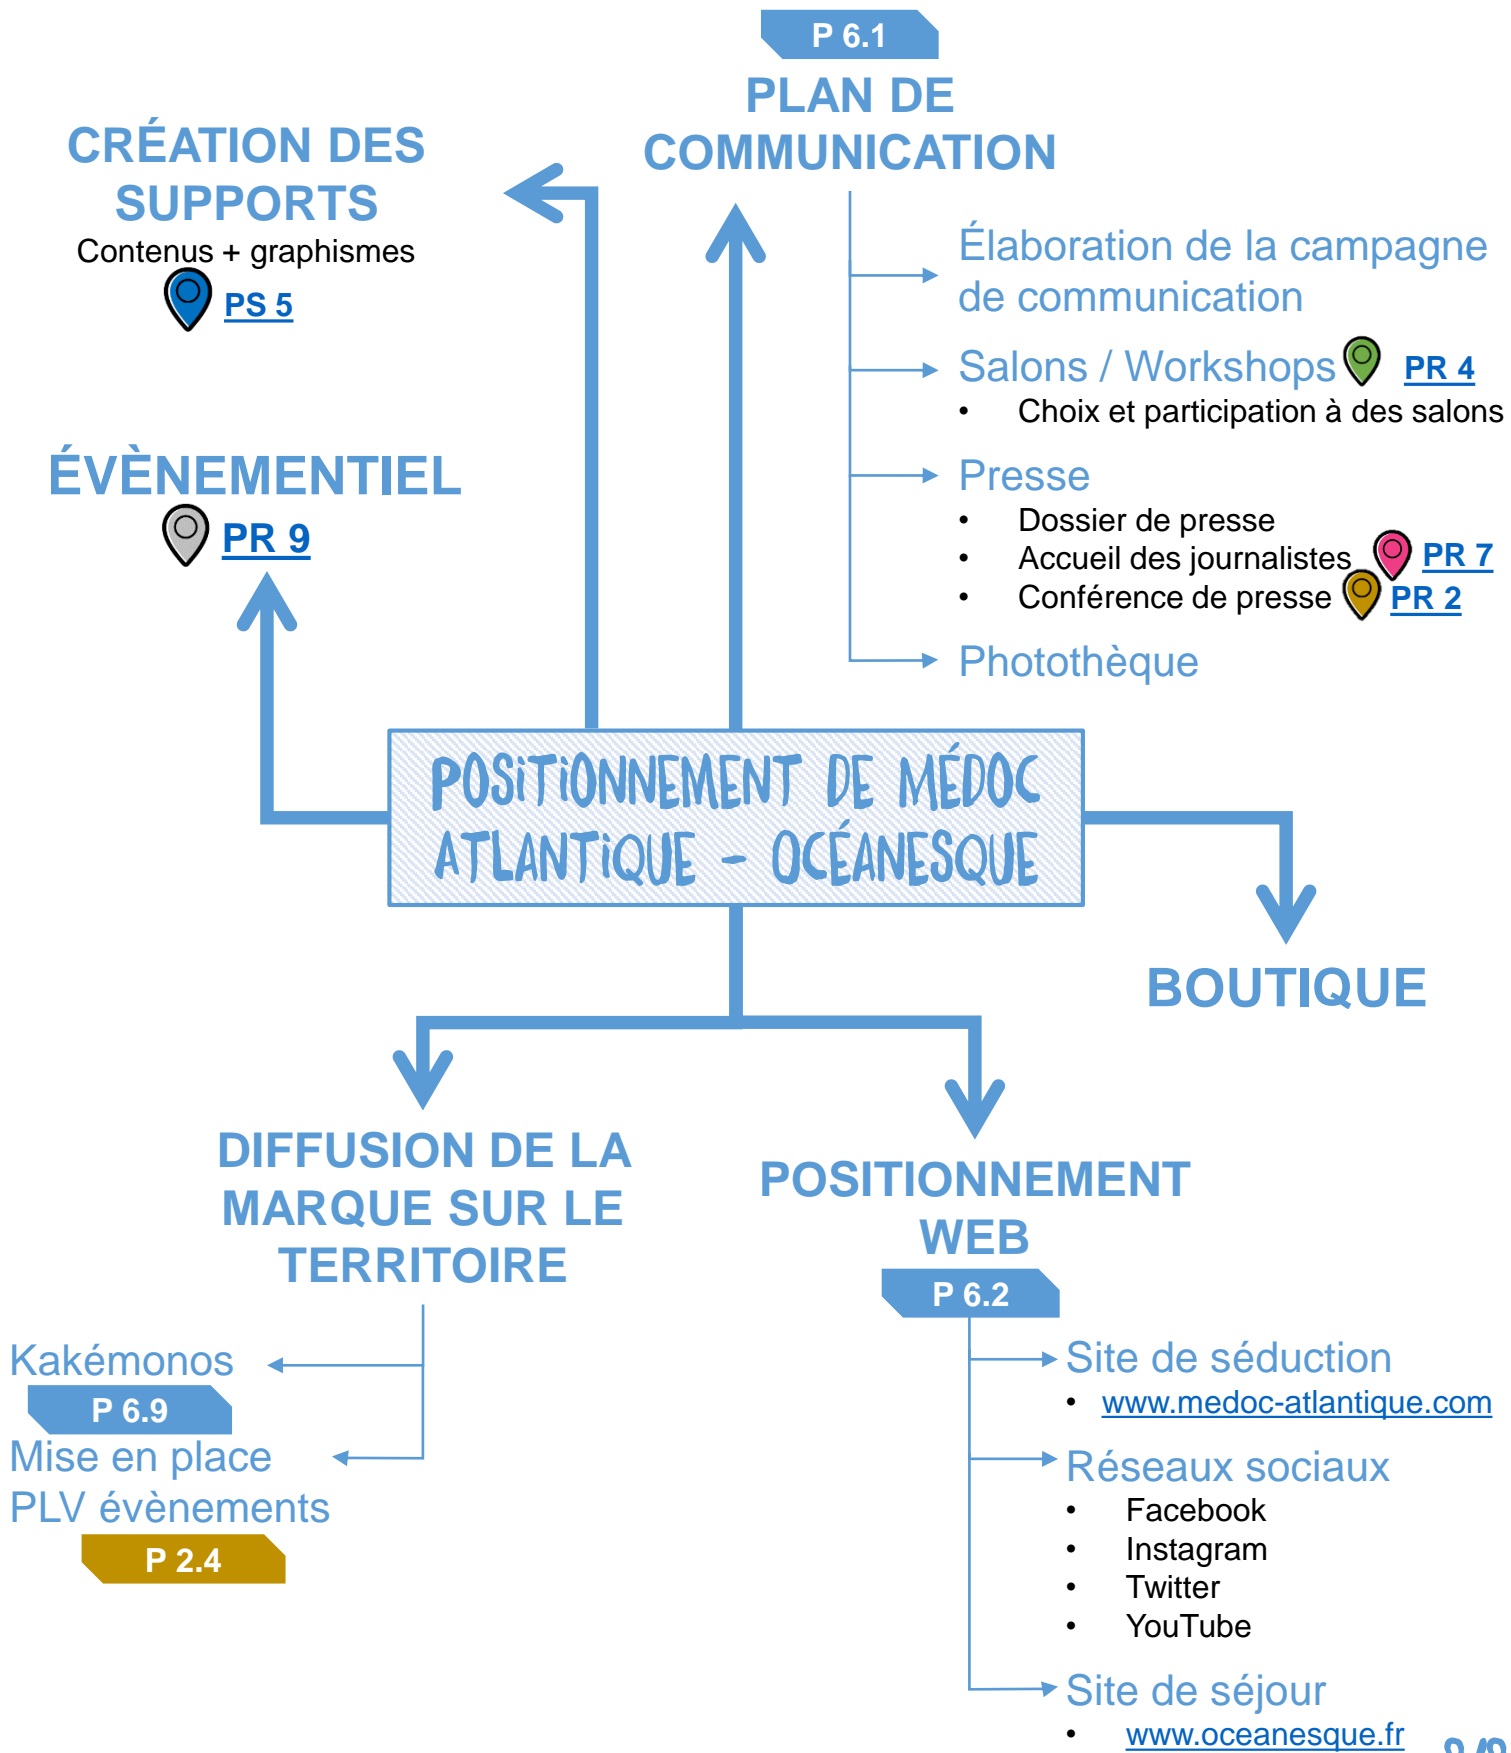 P 6.1
PLAN DE
COMMUNICATION
CRÉATION DES
SUPPORTS
Contenus + graphismes
PS 5
Élaboration de la campagne
de communication
Salons / Workshops PR 4
• Choix et participation à des salons
ÉVÈNEMENTIEL
PR 9
Presse
• Dossier de presse
• Accueil des journalistes PR 7
• Conférence de presse PR 2
Photothèque
POSITIONNEMENT DE MÉDOC
ATLANTIQUE – OCÉANESQUE
BOUTIQUE
DIFFUSION DE LA
MARQUE SUR LE
TERRITOIRE
Kakémonos
P 6.9
Mise en place
PLV évènements
P 2.4
POSITIONNEMENT
WEB
P 6.2
Site de séduction
• www.medoc-atlantique.com
Réseaux sociaux
• Facebook
• Instagram
• Twitter
• YouTube
Site de séjour
• www.oceanesque.fr